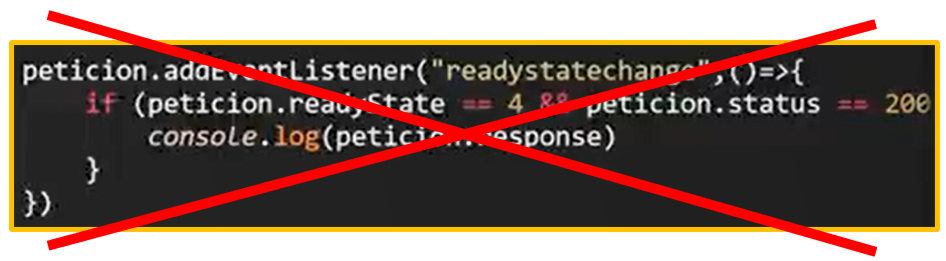 peticion.addEventListener("readystatechange",()=>{
if (peticion.readyState == 4 && peticion.status == 200
console.log(peticion.response)
}
})